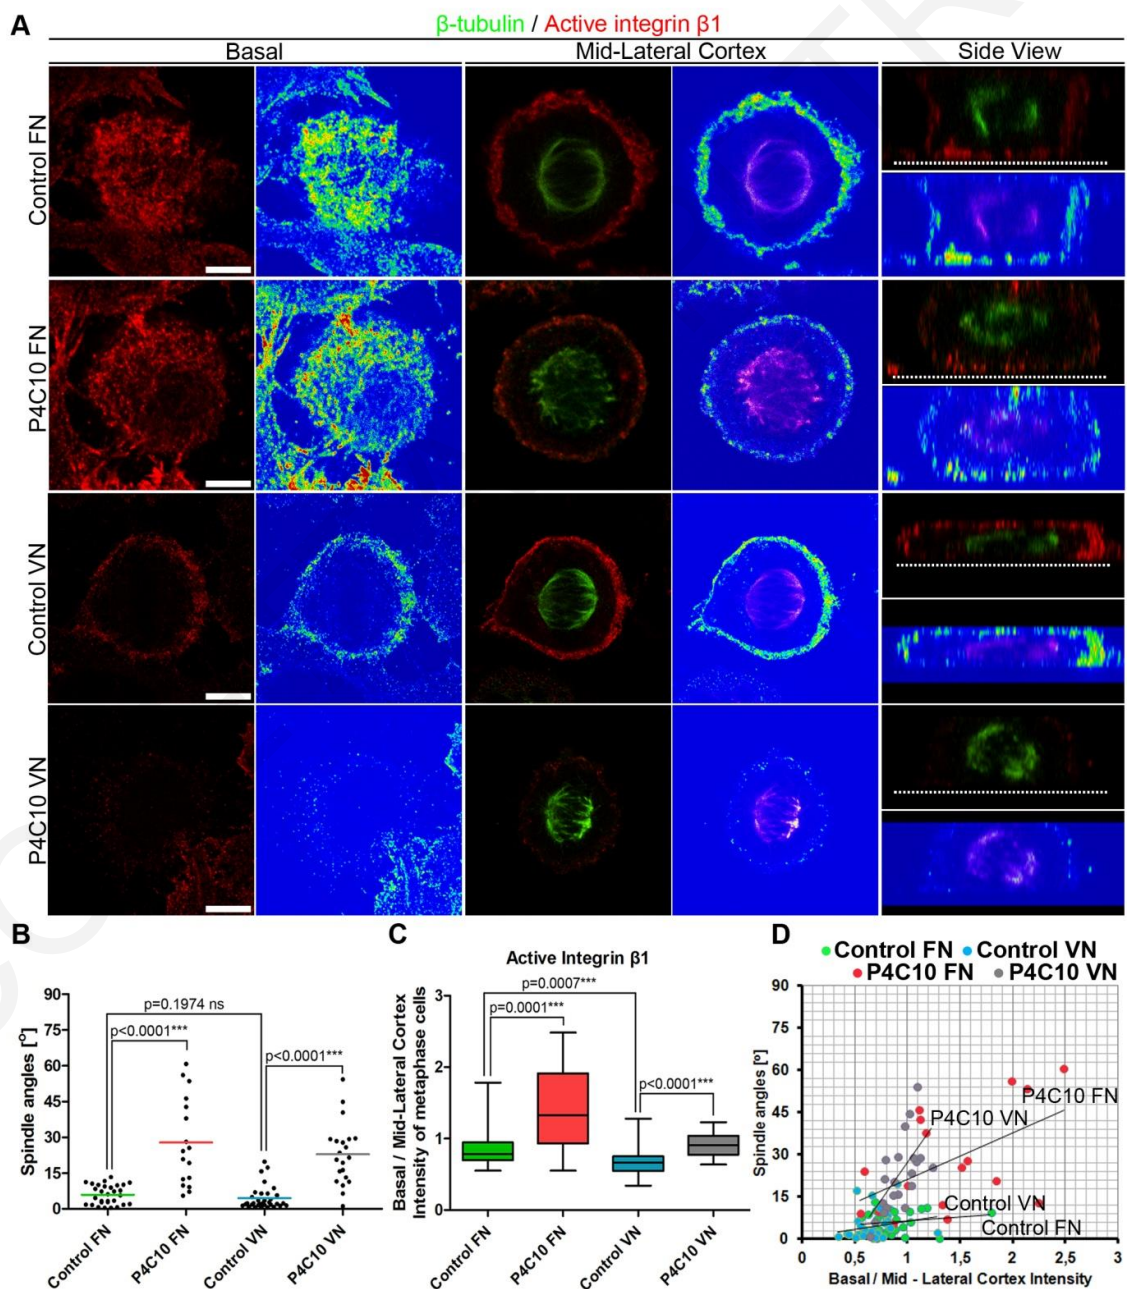 A
β-tubulin / Active integrin β1
Basal
Mid-Lateral Cortex
Side View
Control FN
P4C10 FN
Control VN
P4C10 VN
B
p=0.1974 ns
p<0.0001***
p<0.0001***
Spindle angles [º]
90
75
60
45
30
15
0
Control FN
P4C10 FN
Control VN
P4C10 VN
C
Active Integrin β1
p=0.0007***
p=0.0001***
p<0.0001***
Basal / Mid-Lateral Cortex
Intensity of metaphase cells
3
2
1
0
Control FN
P4C10 FN
Control VN
P4C10 VN
D
Control FN
Control VN
P4C10 FN
P4C10 VN
Spindle angles [º]
90
75
60
45
30
15
0
P4C10 FN
P4C10 VN
Control VN
Control FN
0
0,5
1
1,5
2
2,5
3
Basal / Mid - Lateral Cortex Intensity